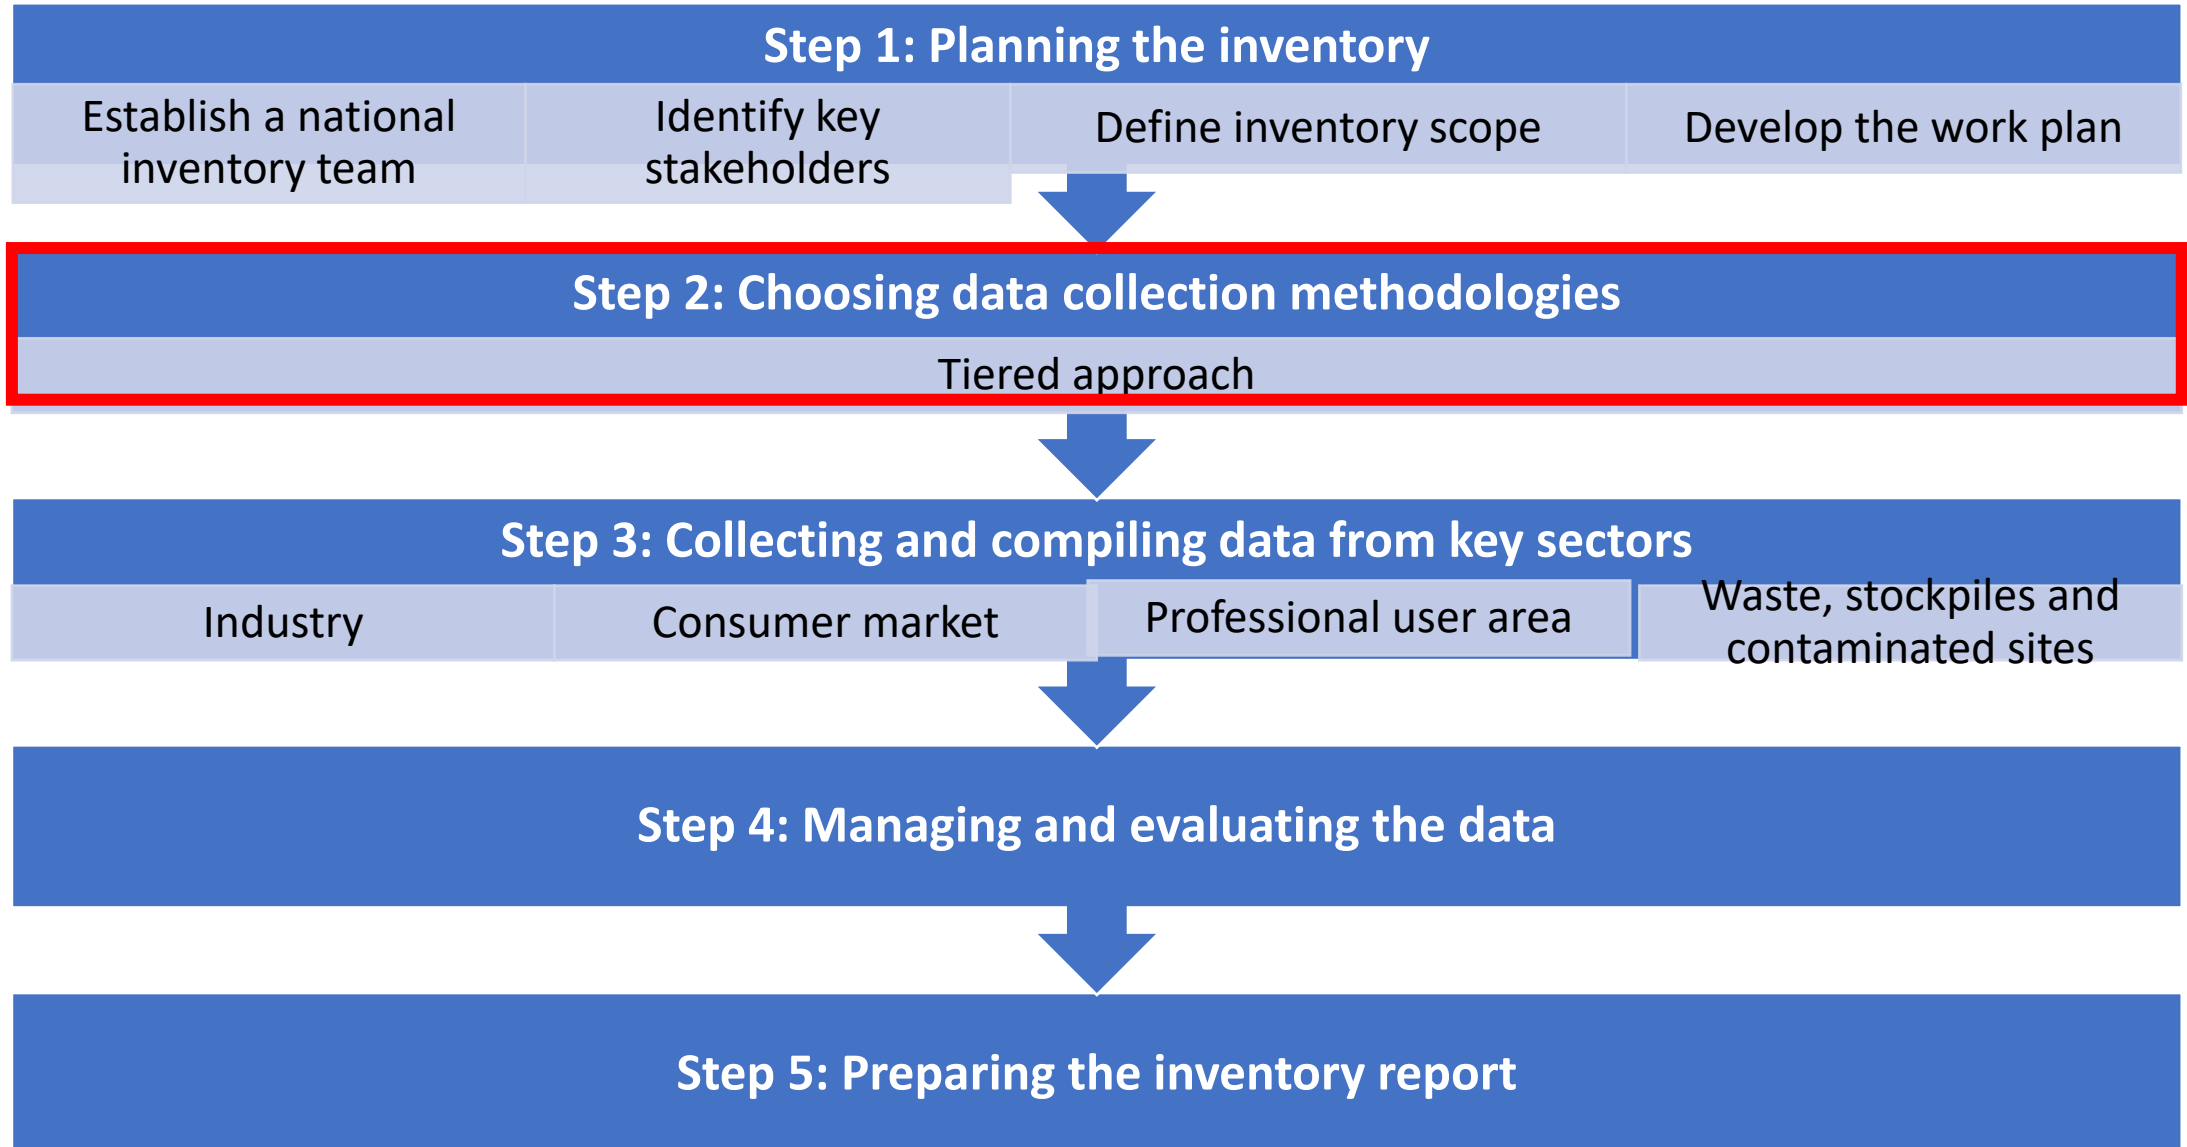 Step 1: Planning the inventory
Establish a national
inventory team
Identify key
stakeholders
Define inventory scope
Develop the work plan
Step 2: Choosing data collection methodologies
Tiered approach
Step 3: Collecting and compiling data from key sectors
Industry
Consumer market
Professional user area
Waste, stockpiles and
contaminated sites
Step 4: Managing and evaluating the data
Step 5: Preparing the inventory report